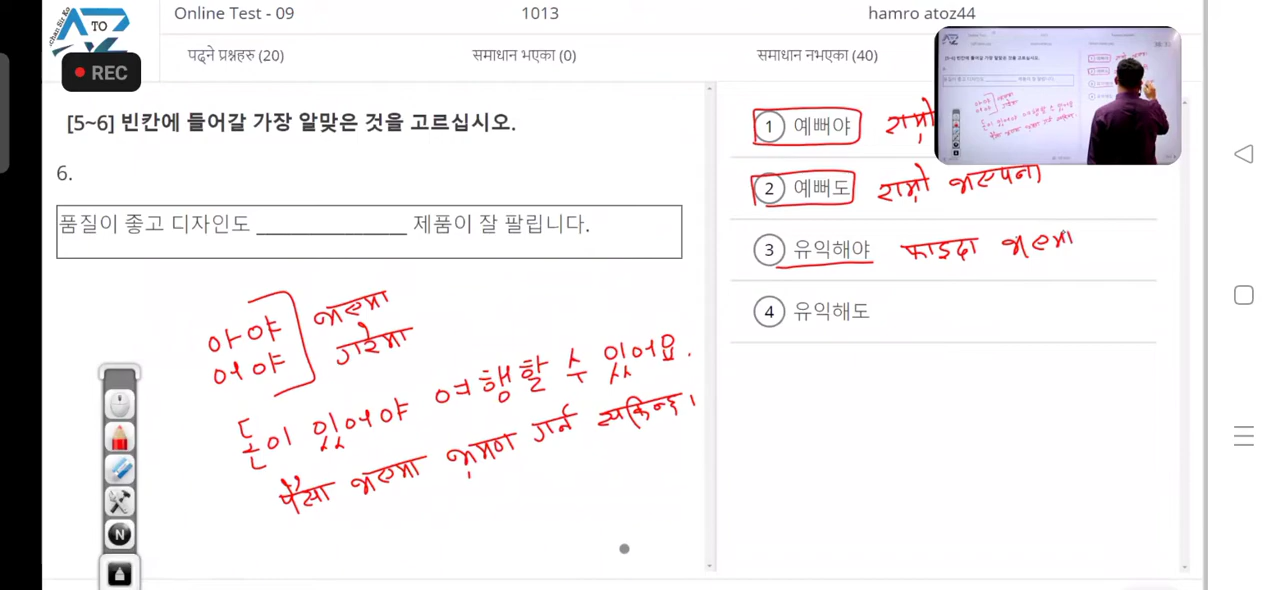 Online Test - 09 1013 hamro atoz44
TO
REC
पढ्ने प्रश्नहरु (20) समाधान भएका (0) समाधान नभएका (40)
[5~6] 빈칸에 들어갈 가장 알맞은 것을 고르십시오.
6.
품질이 좋고 디자인도 _______________ 제품이 잘 팔립니다.
아야
어야
भएमा
गरेमा
돈이 있어야 여행할 수 있어요.
पैसा भएमा भ्रमण गर्न सकिन्छ।
N
1 예뻐야 राम्रो
2 예뻐도 राम्रो भएपनी
3 유익해야 फाइदा भएमा
4 유익해도